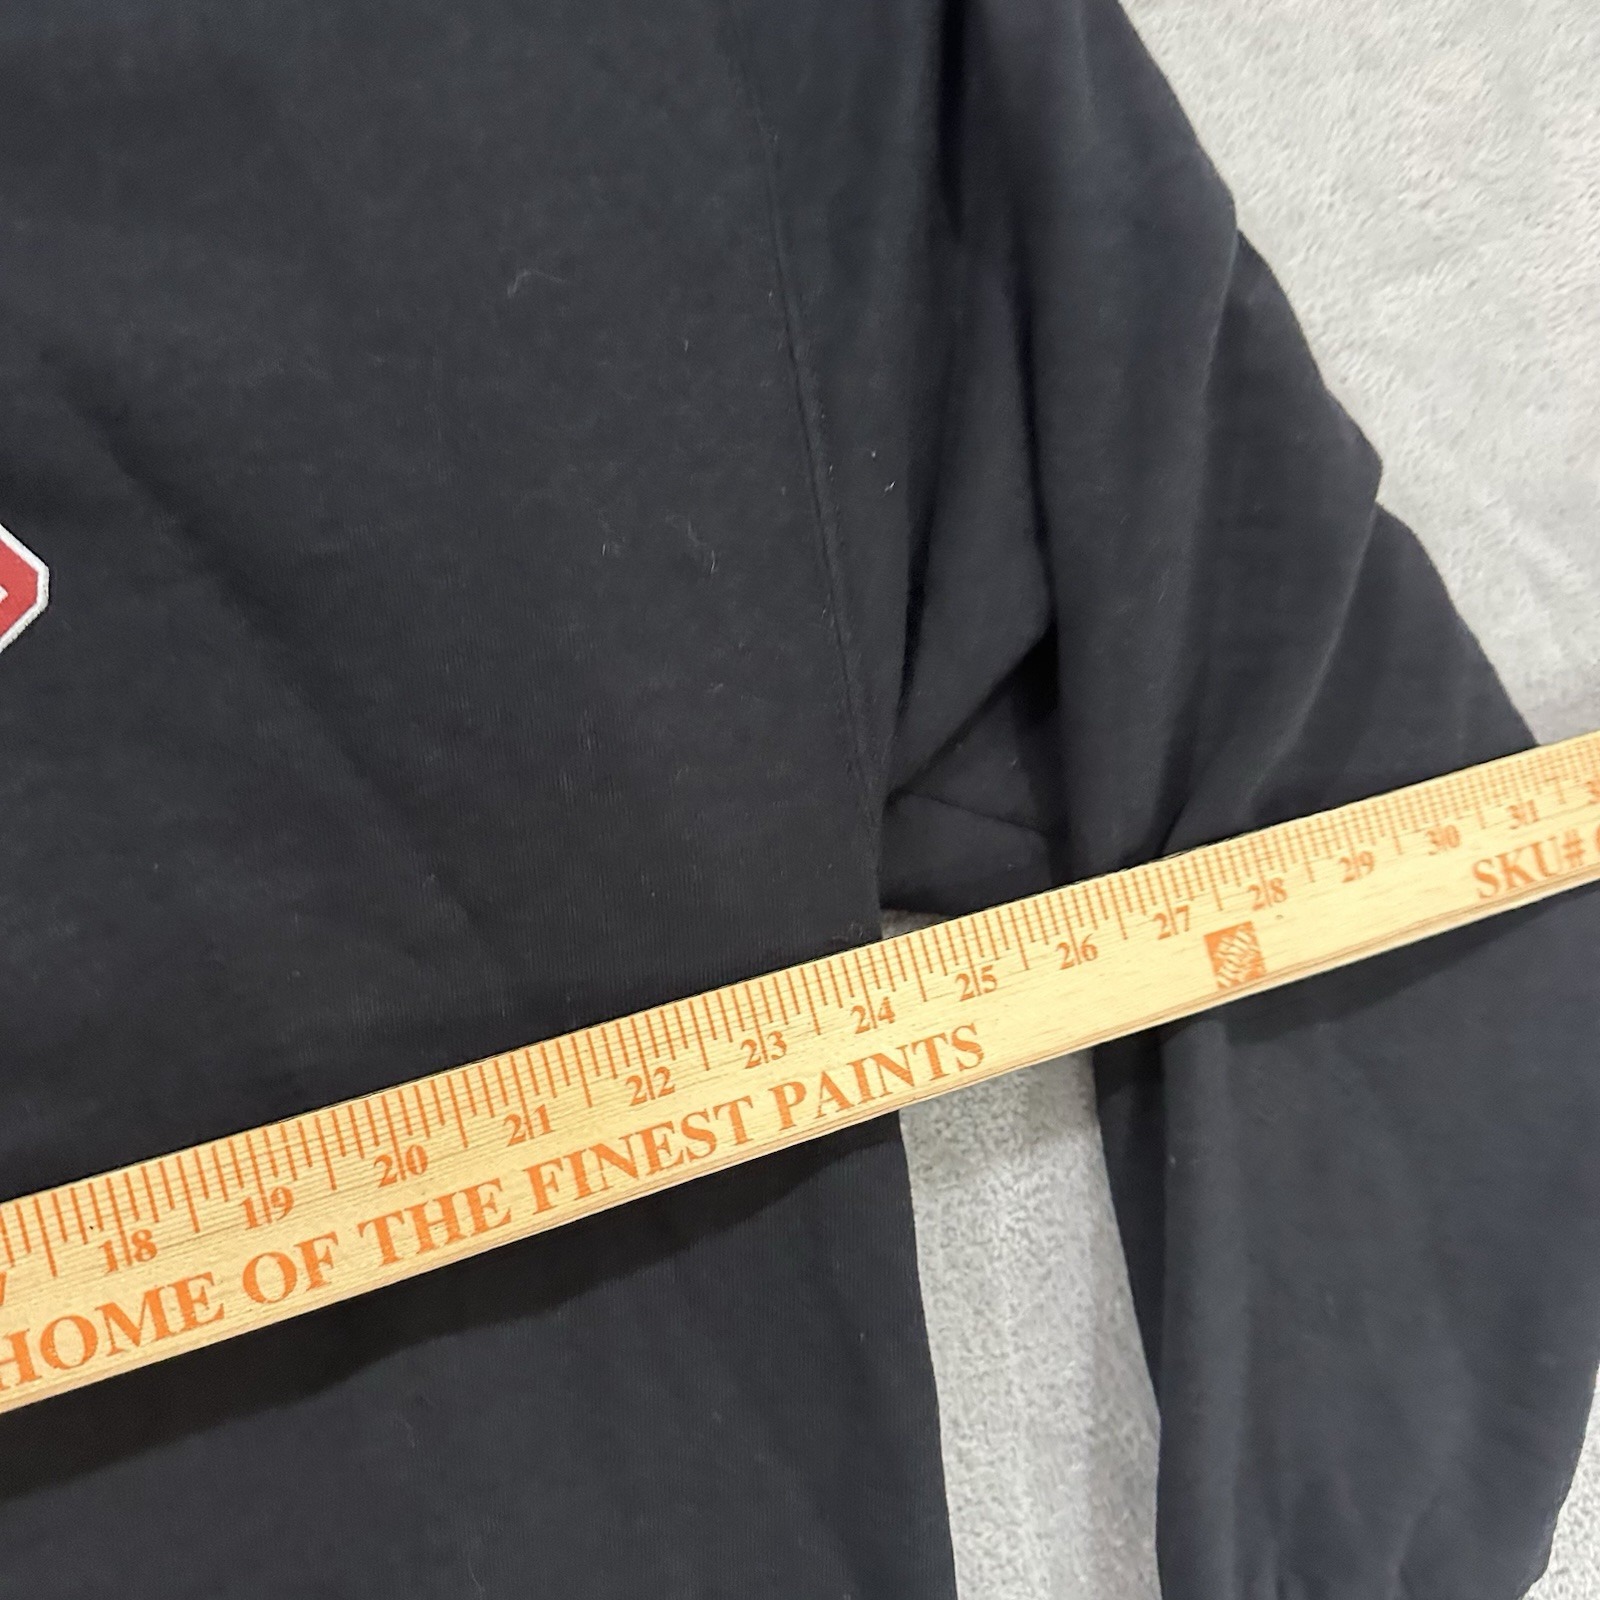 18 19 20 21 22 23 24 25 26 27 28 29 30 31
HOME OF THE FINEST PAINTS SKU#